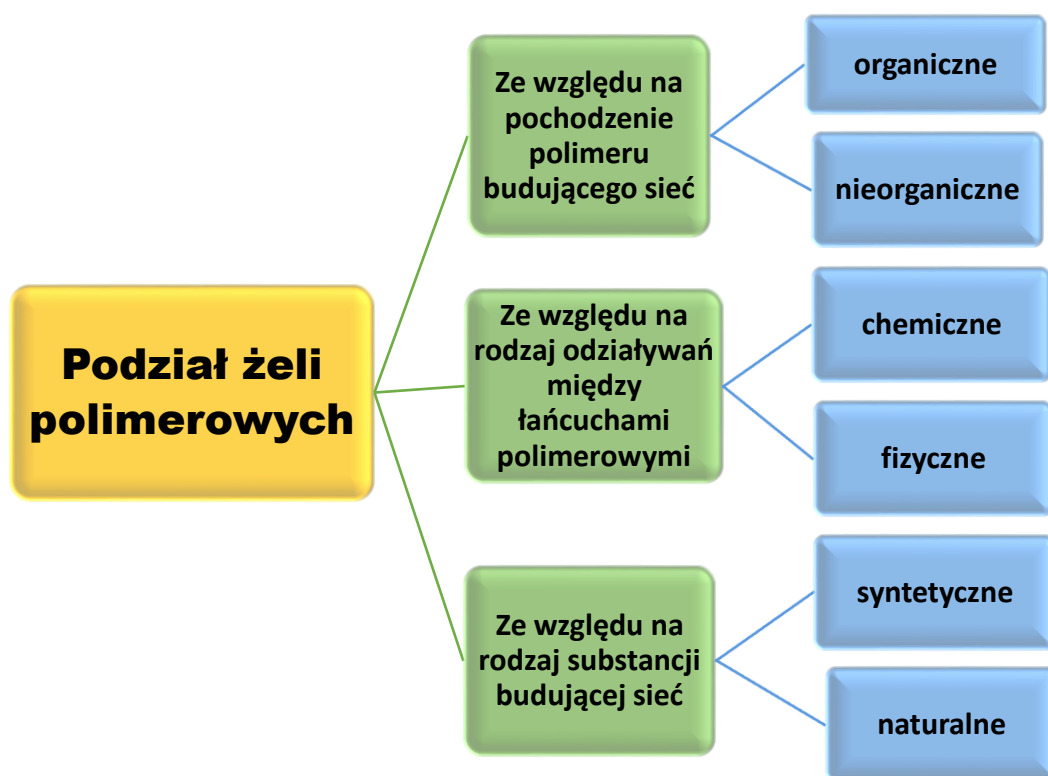 Podział żeli
polimerowych
Ze względu na
pochodzenie
polimeru
budującego sieć
organiczne
nieorganiczne
Ze względu na
rodzaj odziaływań
między
łańcuchami
polimerowymi
chemiczne
fizyczne
Ze względu na
rodzaj substancji
budującej sieć
syntetyczne
naturalne